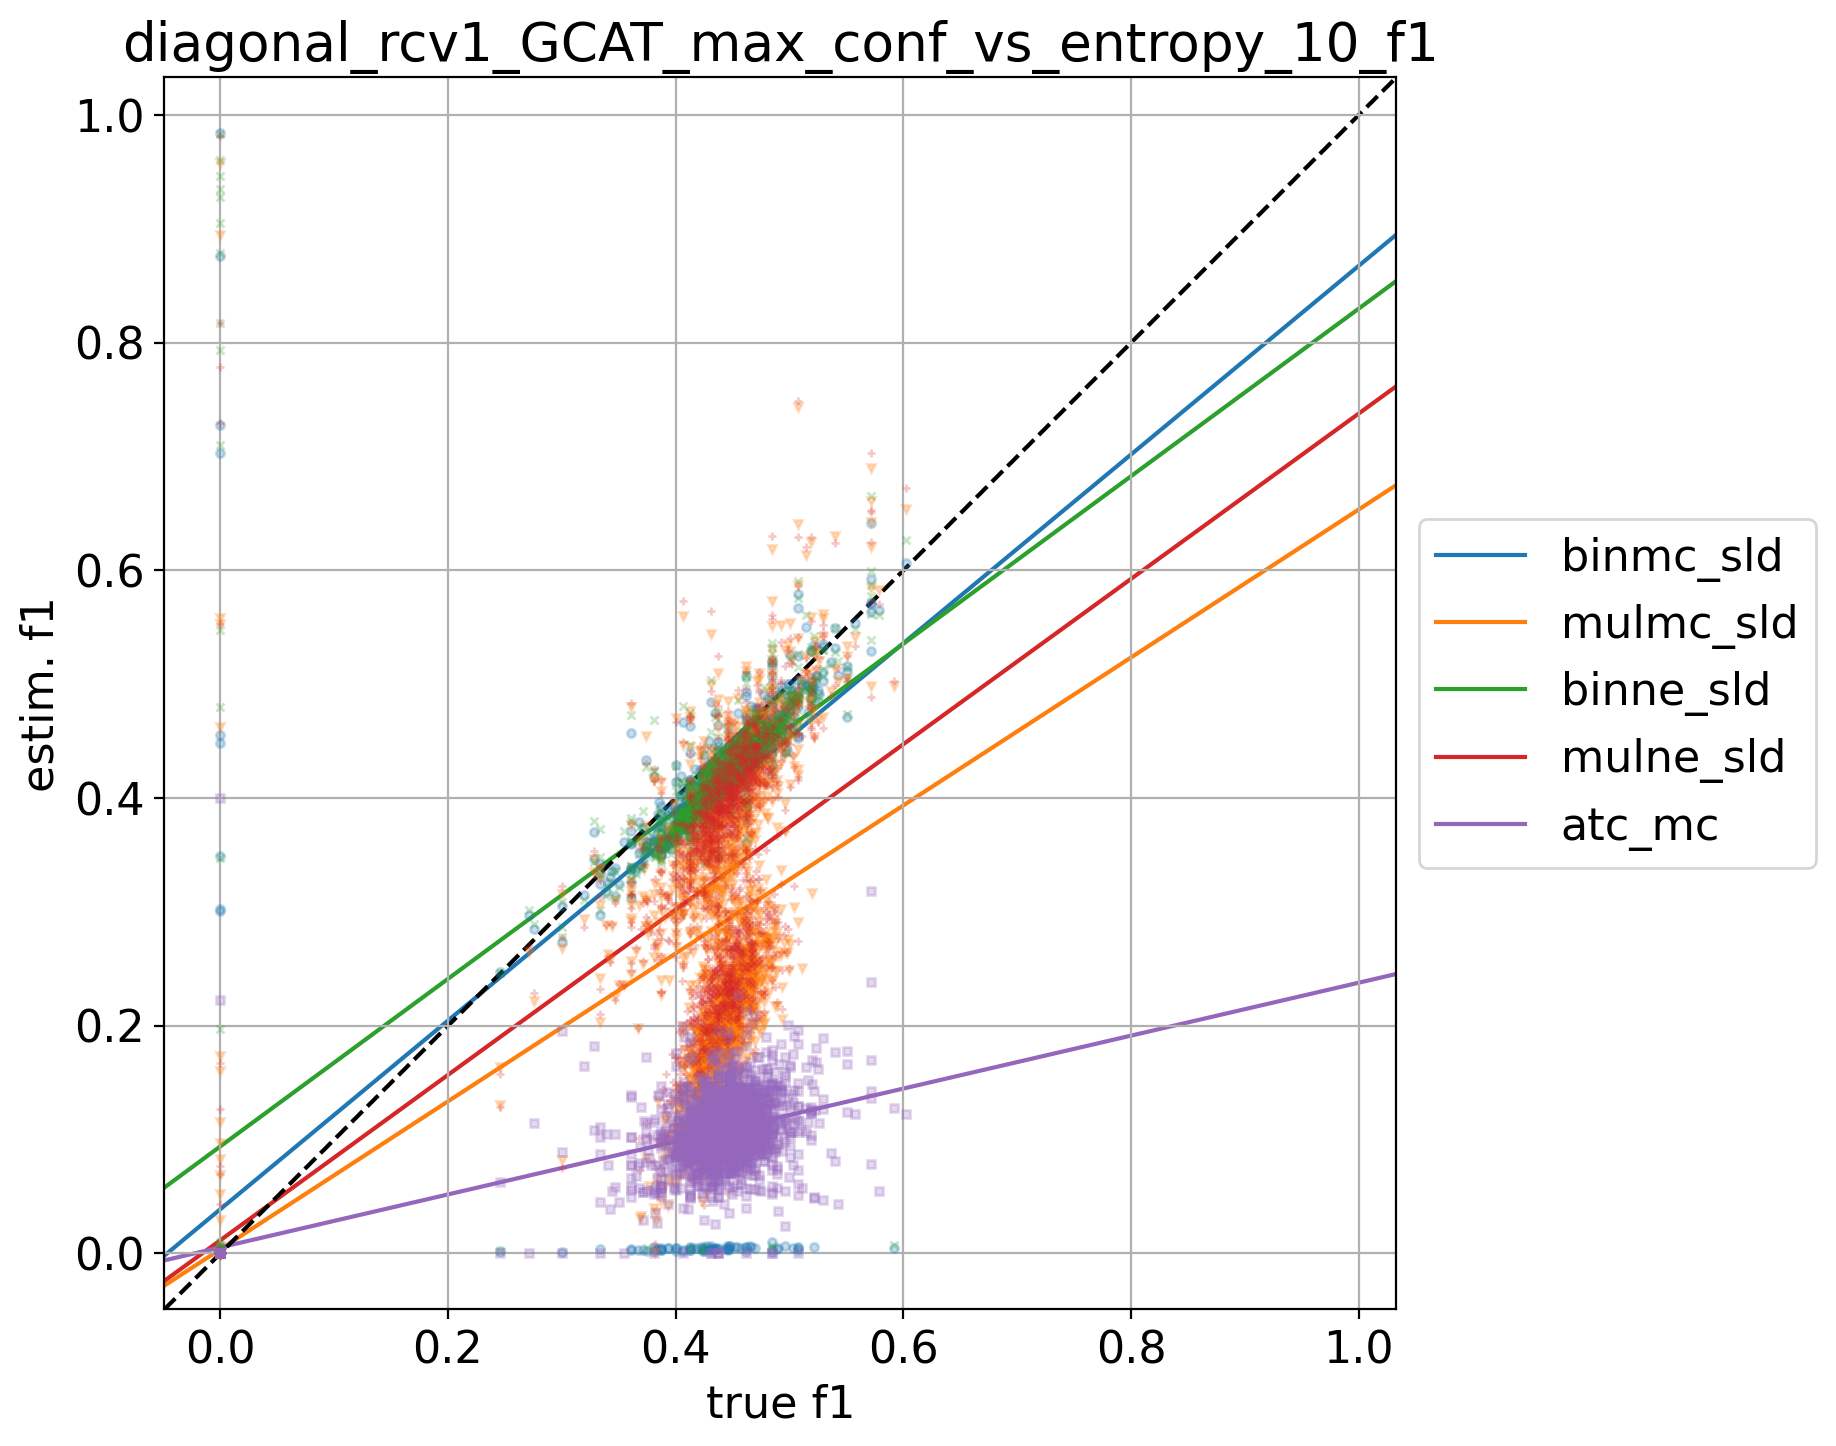 diagonal_rcv1_GCAT_max_conf_vs_entropy_10_f1
1.0
0.8
0.6
0.4
0.2
0.0
estim. f1
0.0 0.2 0.4 0.6 0.8 1.0
true f1
binmc_sld
mulmc_sld
binne_sld
mulne_sld
atc_mc